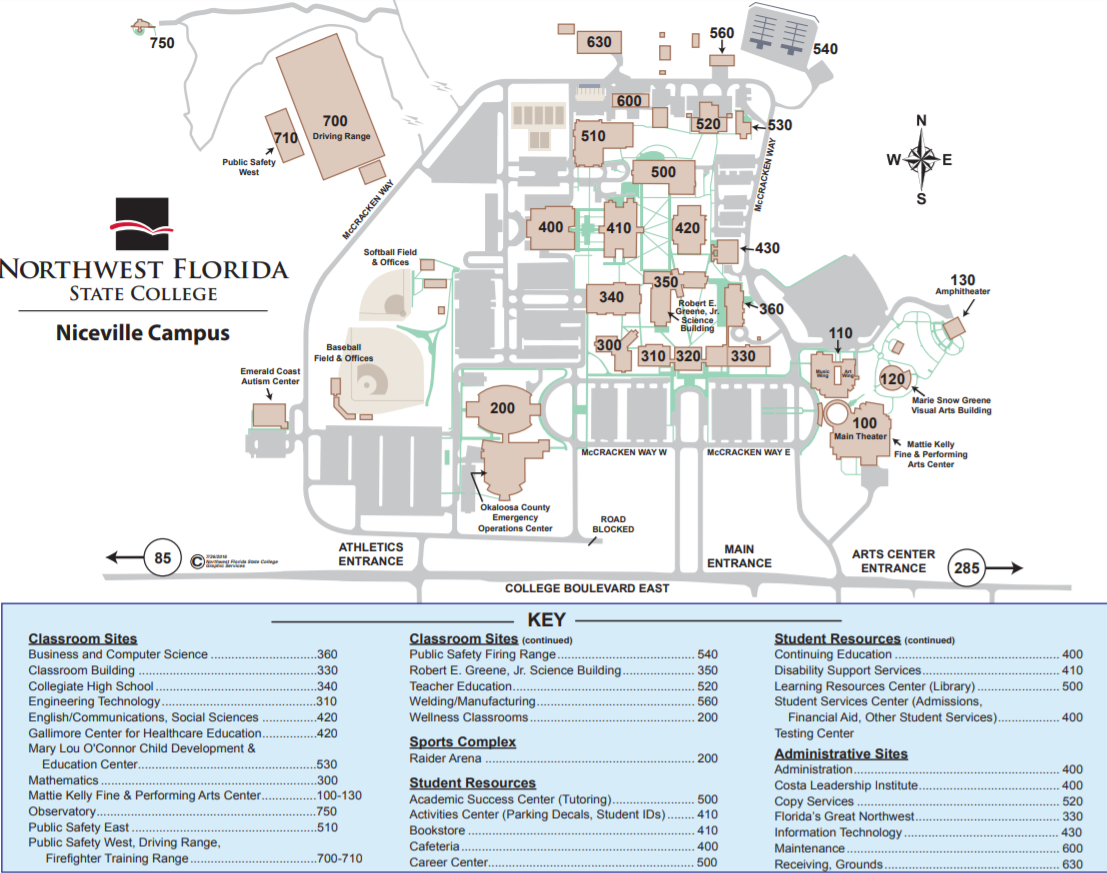 750
630
560
540
600
520
530
700
Driving Range
710
Public Safety
West
510
500
McCRACKEN WAY
N
W E
S
McCRACKEN WAY
400
410
420
430
NORTHWEST FLORIDA
STATE COLLEGE
Niceville Campus
Softball Field
& Offices
350
Robert E.
Greene, Jr.
Science
Building
340
360
130
Amphitheater
300
310
320
330
110
Music
Wing
Art
Wing
120
Marie Snow Greene
Visual Arts Building
Baseball
Field & Offices
Emerald Coast
Autism Center
200
100
Main Theater
Mattie Kelly
Fine & Performing
Arts Center
McCRACKEN WAY W
McCRACKEN WAY E
Okaloosa County
Emergency
Operations Center
ROAD
BLOCKED
85
©
Northwest Florida State College
Graphic Services
ATHLETICS
ENTRANCE
MAIN
ENTRANCE
ARTS CENTER
ENTRANCE
285
COLLEGE BOULEVARD EAST
KEY
Classroom Sites
Business and Computer Science ........ 360
Classroom Building ........ 330
Collegiate High School ........ 340
Engineering Technology ........ 310
English/Communications, Social Sciences ........ 420
Gallimore Center for Healthcare Education ........ 420
Mary Lou O'Connor Child Development &
Education Center ........ 530
Mathematics ........ 300
Mattie Kelly Fine & Performing Arts Center ........ 100-130
Observatory ........ 750
Public Safety East ........ 510
Public Safety West, Driving Range,
Firefighter Training Range ........ 700-710
Classroom Sites (continued)
Public Safety Firing Range ........ 540
Robert E. Greene, Jr. Science Building ........ 350
Teacher Education ........ 520
Welding/Manufacturing ........ 560
Wellness Classrooms ........ 200
Sports Complex
Raider Arena ........ 200
Student Resources
Academic Success Center (Tutoring) ........ 500
Activities Center (Parking Decals, Student IDs) ........ 410
Bookstore ........ 410
Cafeteria ........ 400
Career Center ........ 500
Student Resources (continued)
Continuing Education ........ 400
Disability Support Services ........ 410
Learning Resources Center (Library) ........ 500
Student Services Center (Admissions,
Financial Aid, Other Student Services) ........ 400
Testing Center
Administrative Sites
Administration ........ 400
Costa Leadership Institute ........ 400
Copy Services ........ 520
Florida's Great Northwest ........ 330
Information Technology ........ 430
Maintenance ........ 600
Receiving, Grounds ........ 630